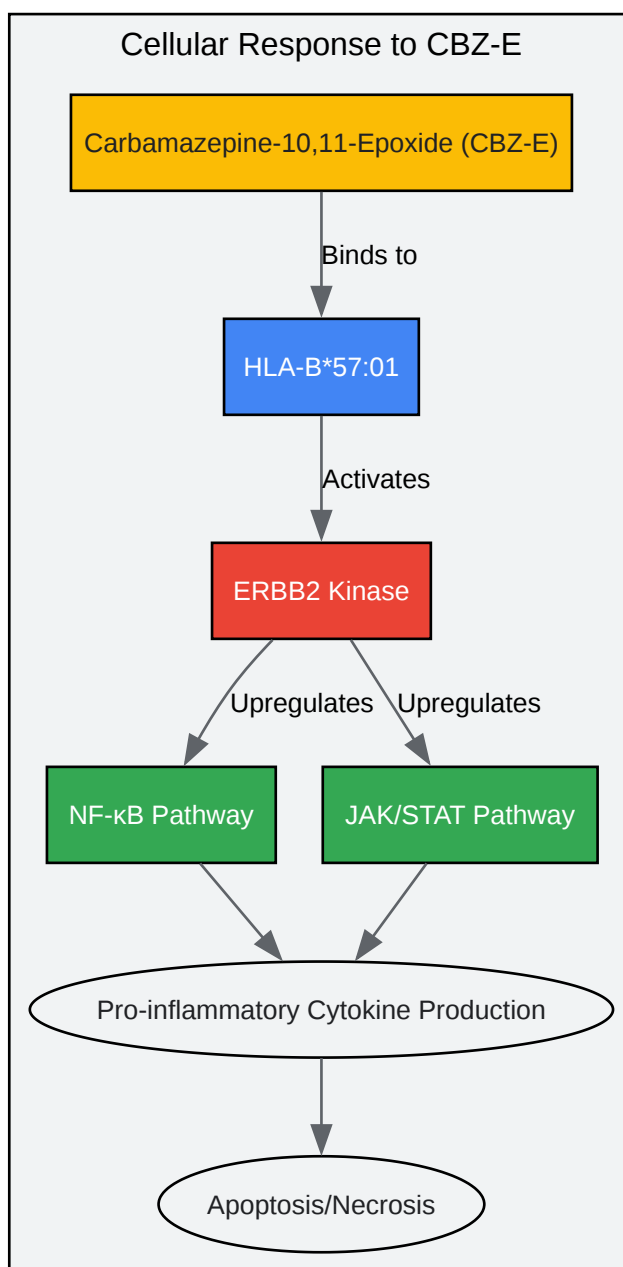 Cellular Response to CBZ-E
Carbamazepine-10,11-Epoxide (CBZ-E)
Binds to
HLA-B*57:01
Activates
ERBB2 Kinase
Upregulates
Upregulates
NF-κB Pathway
JAK/STAT Pathway
Pro-inflammatory Cytokine Production
Apoptosis/Necrosis